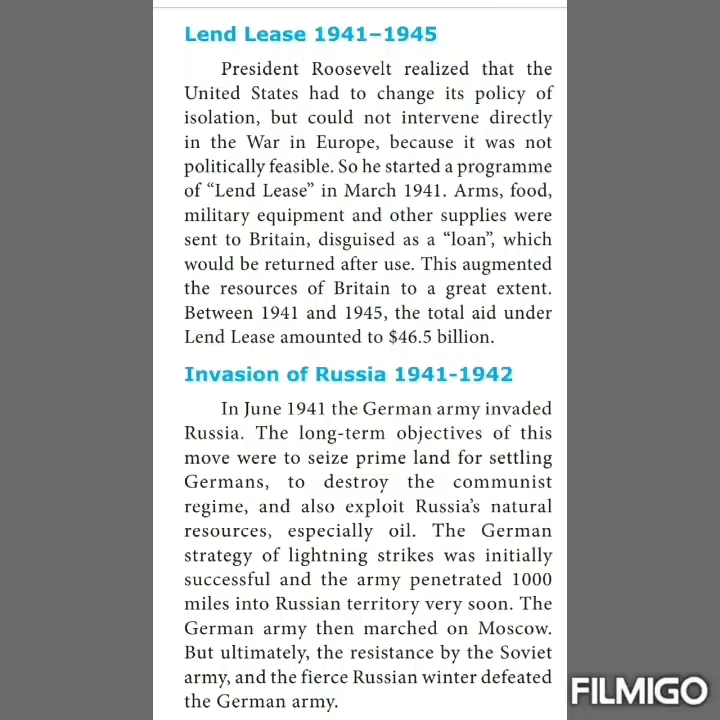 Lend Lease 1941–1945
President Roosevelt realized that the
United States had to change its policy of
isolation, but could not intervene directly
in the War in Europe, because it was not
politically feasible. So he started a programme
of “Lend Lease” in March 1941. Arms, food,
military equipment and other supplies were
sent to Britain, disguised as a “loan”, which
would be returned after use. This augmented
the resources of Britain to a great extent.
Between 1941 and 1945, the total aid under
Lend Lease amounted to $46.5 billion.
Invasion of Russia 1941-1942
In June 1941 the German army invaded
Russia. The long-term objectives of this
move were to seize prime land for settling
Germans, to destroy the communist
regime, and also exploit Russia’s natural
resources, especially oil. The German
strategy of lightning strikes was initially
successful and the army penetrated 1000
miles into Russian territory very soon. The
German army then marched on Moscow.
But ultimately, the resistance by the Soviet
army, and the fierce Russian winter defeated
the German army.
FILMIGO